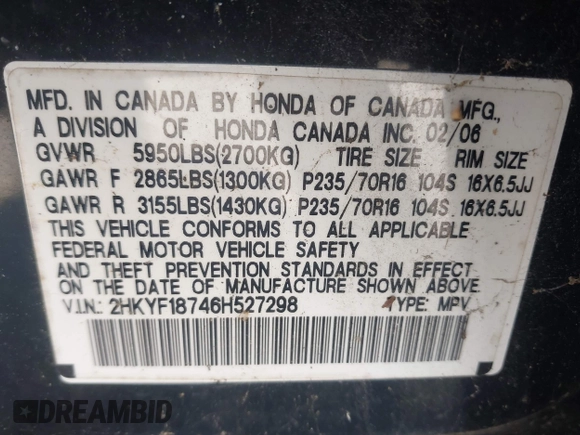 MFD. IN CANADA BY HONDA OF CANADA MFG.,
A DIVISION OF HONDA CANADA INC. 02/06
GVWR 5950LBS(2700KG) TIRE SIZE RIM SIZE
GAWR F 2865LBS(1300KG) P235/70R16 104S 16X6.5JJ
GAWR R 3155LBS(1430KG) P235/70R16 104S 16X6.5JJ
THIS VEHICLE CONFORMS TO ALL APPLICABLE
FEDERAL MOTOR VEHICLE SAFETY
AND THEFT PREVENTION STANDARDS IN EFFECT
ON THE DATE OF MANUFACTURE SHOWN ABOVE.
V.I.N.: 2HKYF18746H527298 TYPE: MPV
DREAMBID